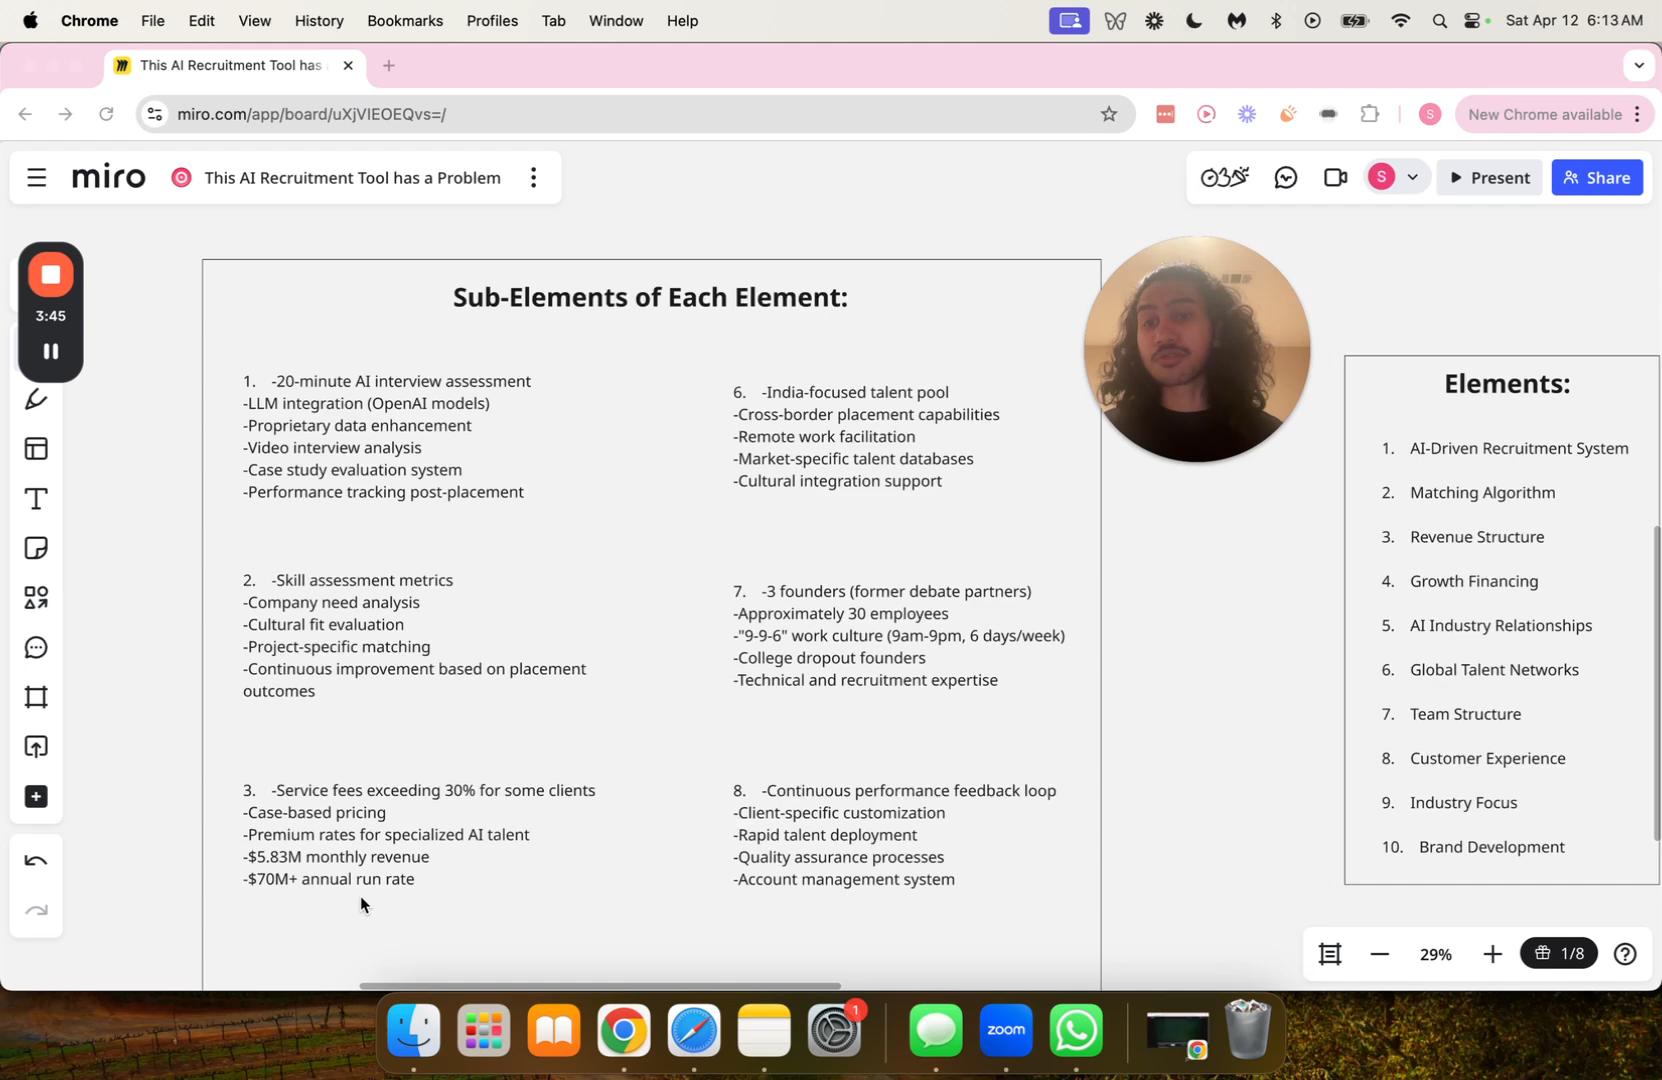 Chrome File Edit View History Bookmarks Profiles Tab Window Help Sat Apr 12 6:13 AM
This AI Recruitment Tool has
miro.com/app/board/uXjVIEOEQvs=/ S New Chrome available
miro This AI Recruitment Tool has a Problem S Present Share
3:45
Sub-Elements of Each Element:
1. -20-minute AI interview assessment
-LLM integration (OpenAI models)
-Proprietary data enhancement
-Video interview analysis
-Case study evaluation system
-Performance tracking post-placement
2. -Skill assessment metrics
-Company need analysis
-Cultural fit evaluation
-Project-specific matching
-Continuous improvement based on placement
outcomes
3. -Service fees exceeding 30% for some clients
-Case-based pricing
-Premium rates for specialized AI talent
-$5.83M monthly revenue
-$70M+ annual run rate
6. -India-focused talent pool
-Cross-border placement capabilities
-Remote work facilitation
-Market-specific talent databases
-Cultural integration support
7. -3 founders (former debate partners)
-Approximately 30 employees
-"9-9-6" work culture (9am-9pm, 6 days/week)
-College dropout founders
-Technical and recruitment expertise
8. -Continuous performance feedback loop
-Client-specific customization
-Rapid talent deployment
-Quality assurance processes
-Account management system
Elements:
1. AI-Driven Recruitment System
2. Matching Algorithm
3. Revenue Structure
4. Growth Financing
5. AI Industry Relationships
6. Global Talent Networks
7. Team Structure
8. Customer Experience
9. Industry Focus
10. Brand Development
29% 1/8
1
zoom